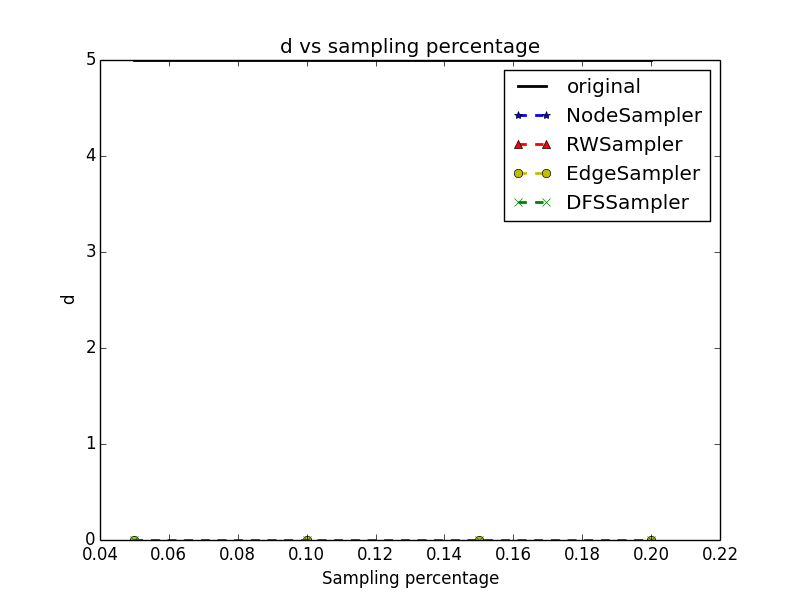 d vs sampling percentage
5
original
NodeSampler
RWSampler
EdgeSampler
DFSSampler
4
3
d
2
1
0
0.04 0.06 0.08 0.10 0.12 0.14 0.16 0.18 0.20 0.22
Sampling percentage